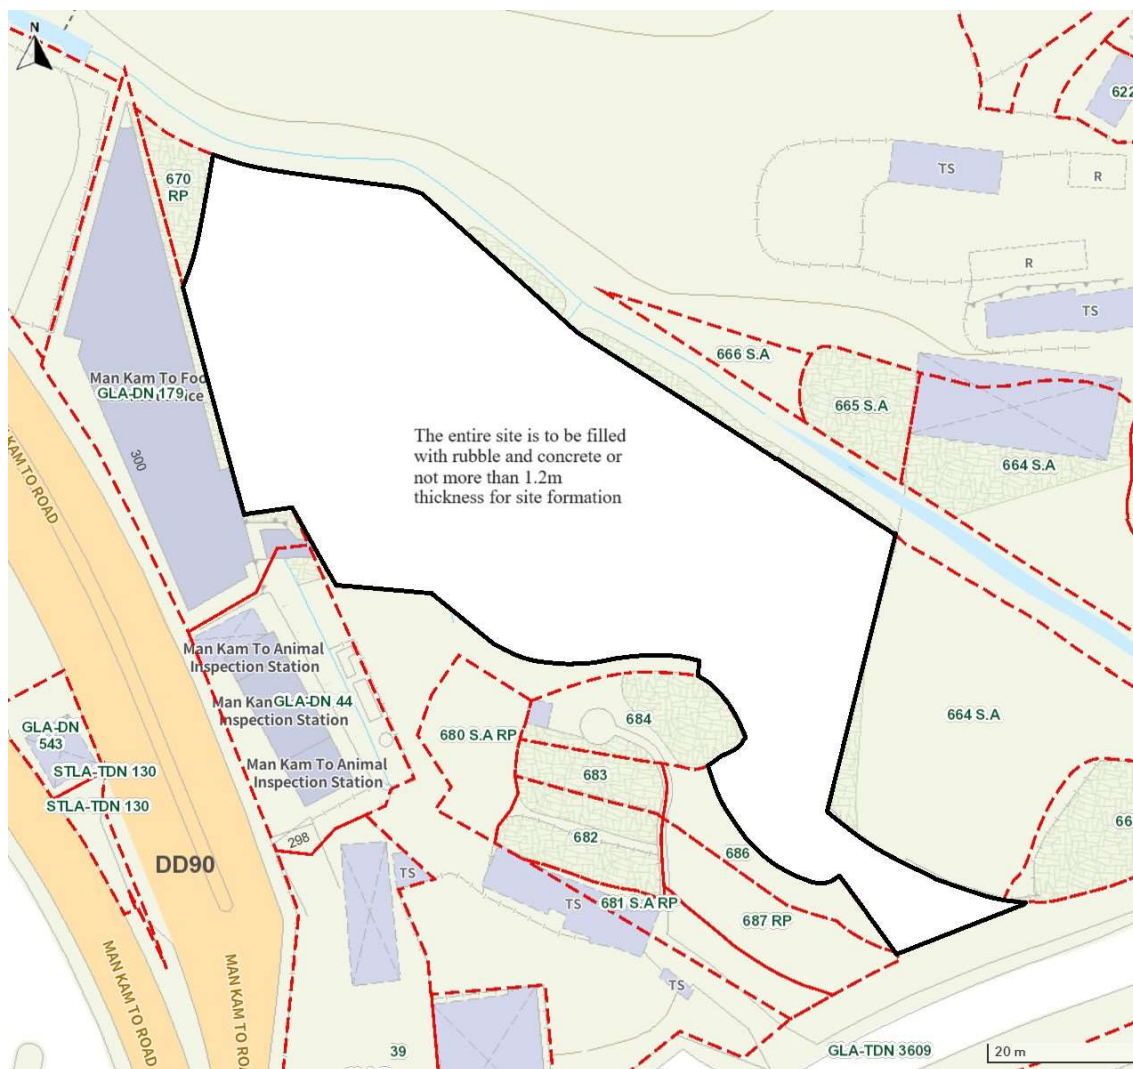 N
622
670
RP
TS
R
R
TS
666 S.A
665 S.A
664 S.A
Man Kam To Foo
GLA-DN 179
ice
300
KAM TO ROAD
The entire site is to be filled
with rubble and concrete or
not more than 1.2m
thickness for site formation
Man Kam To Animal
Inspection Station
Man Kan
GLA-DN 44
Inspection Station
Man Kam To Animal
Inspection Station
GLA-DN
543
STLA-TDN 130
STLA-TDN 130
680 S.A RP
684
664 S.A
683
682
66
298
DD90
TS
686
681 S.A RP
TS
687 RP
TS
MAN KAM TO ROAD
MAN KAM TO ROA
39
GLA-TDN 3609
20 m